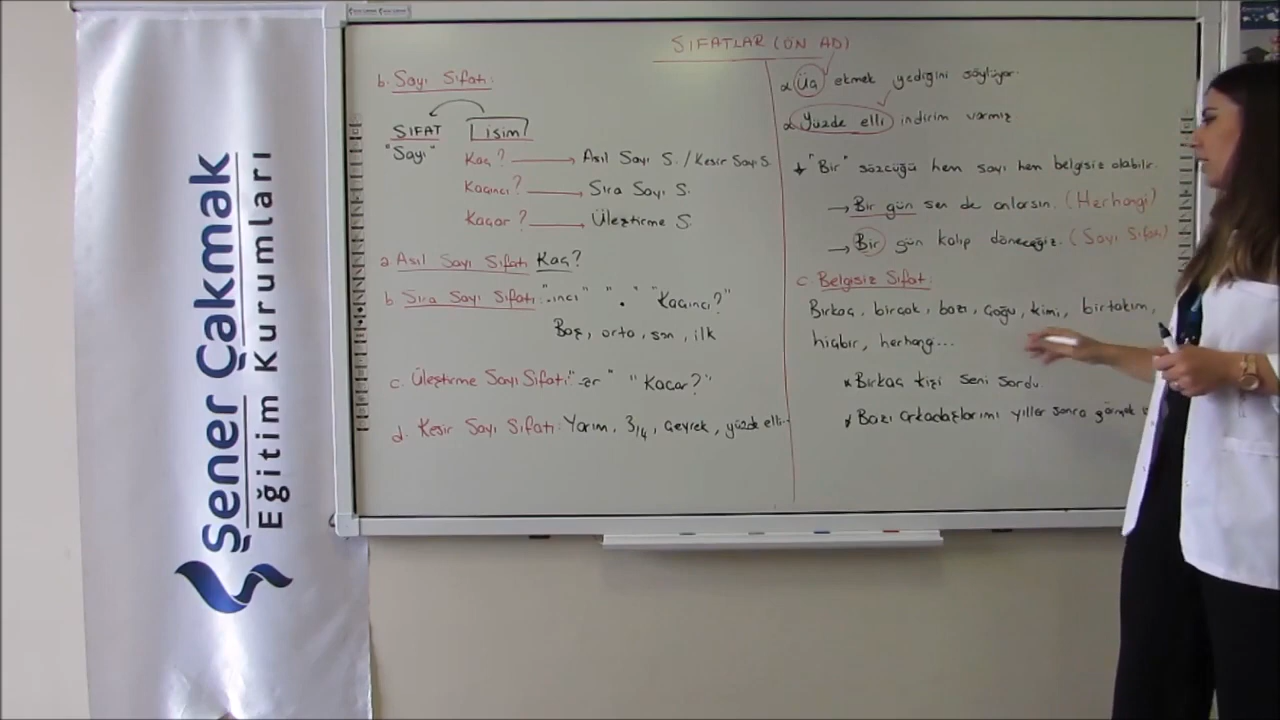 Şener Çakmak
Eğitim Kurumları
SIFATLAR (ÖN AD)
b. Sayı Sıfatı:
SIFAT İsim
"Sayı"
Kaç? → Asıl Sayı S. / Kesir Sayı S.
Kaçıncı? → Sıra Sayı S.
Kaçar? → Üleştirme S.
a Asıl Sayı Sıfatı Kaç?
b Sıra Sayı Sıfatı: "-ıncı" " . " "Kaçıncı?"
Baş, orta, son, ilk
c. Üleştirme Sayı Sıfatı: "-er" "Kaçar?"
d. Kesir Sayı Sıfatı: Yarım, 3/4, çeyrek, yüzde elli..
Üç ekmek yediğini söylüyor.
Yüzde elli indirim varmış
"Bir" sözcüğü hem sayı hem belgisiz olabilir.
→ Bir gün sen de anlarsın. (Herhangi)
→ Bir gün kalıp döneceğiz. (Sayı Sıfatı)
c Belgisiz Sıfat:
Birkaç, birçok, bazı, çoğu, kimi, birtakım,
hiçbir, herhang...
Birkaç kişi seni sordu
Bazı arkadaşlarımı yıllar sonra görmek